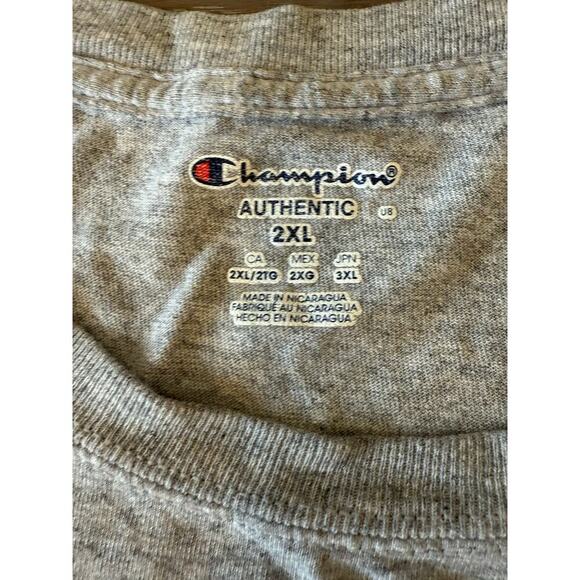 Champion®
AUTHENTIC U8
2XL
CA MEX JPN
2XL/2TG 2XG 3XL
MADE IN NICARAGUA
FABRIQUÉ AU NICARAGUA
HECHO EN NICARAGUA